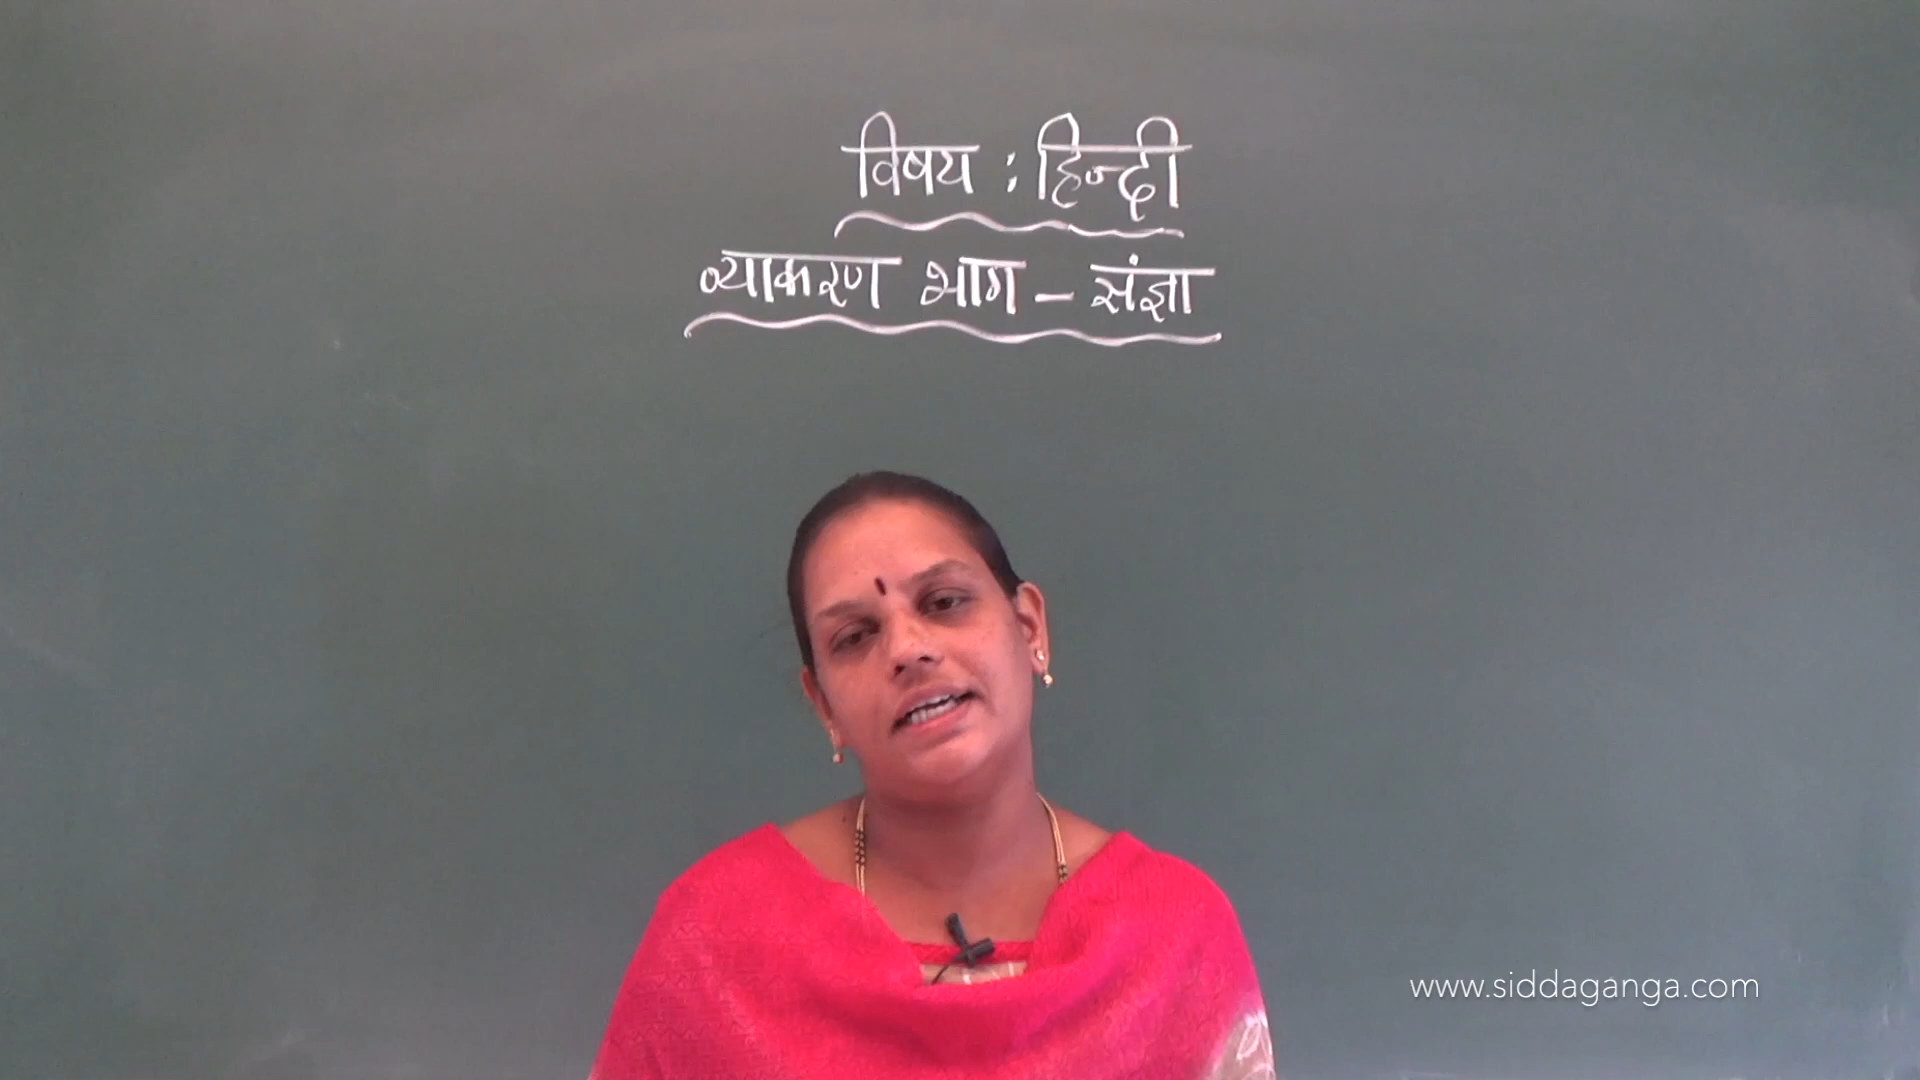 विषय : हिन्दी
व्याकरण भाग - संज्ञा
www.siddaganga.com